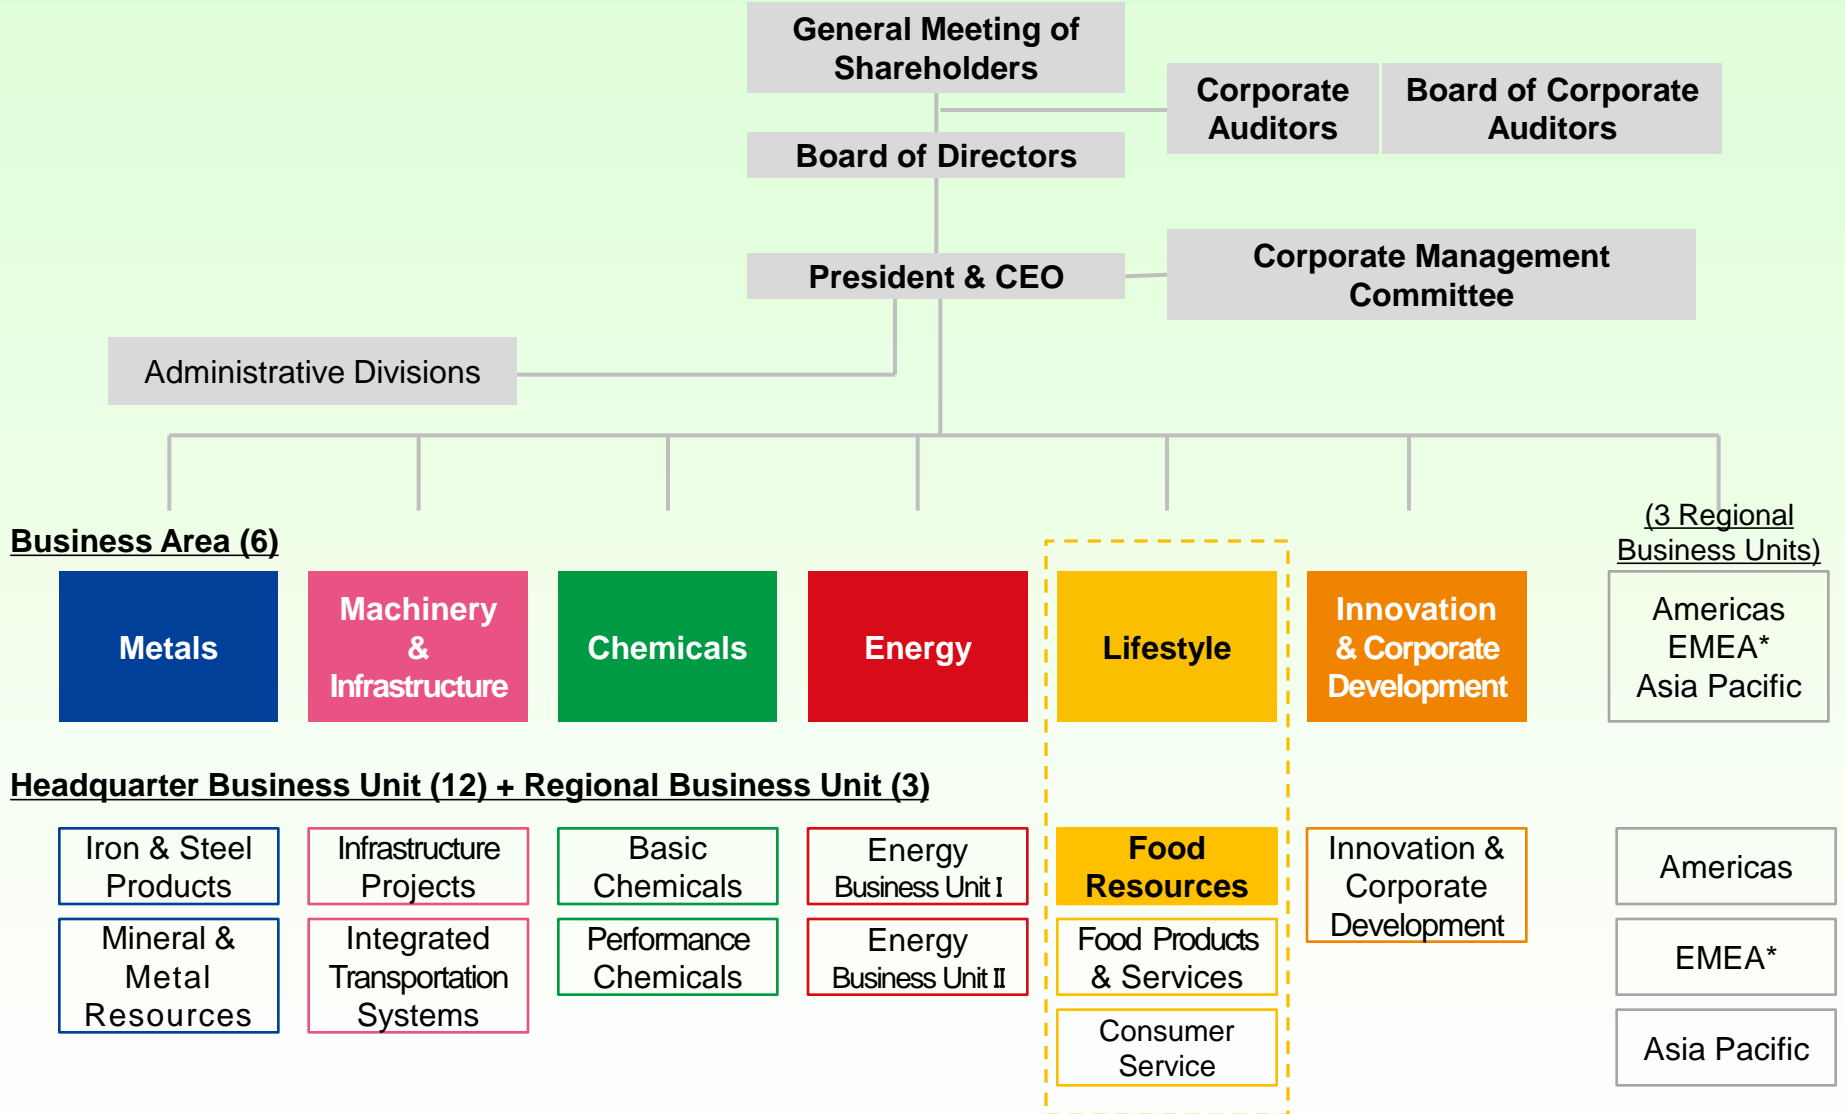 General Meeting of
Shareholders
Corporate
Auditors
Board of Corporate
Auditors
Board of Directors
President & CEO
Corporate Management
Committee
Administrative Divisions
(3 Regional
Business Units)
Business Area (6)
Metals
Machinery
&
Infrastructure
Chemicals
Energy
Lifestyle
Innovation
& Corporate
Development
Americas
EMEA*
Asia Pacific
Headquarter Business Unit (12) + Regional Business Unit (3)
Iron & Steel
Products
Infrastructure
Projects
Basic
Chemicals
Energy
Business Unit I
Food
Resources
Innovation &
Corporate
Development
Americas
Mineral &
Metal
Resources
Integrated
Transportation
Systems
Performance
Chemicals
Energy
Business Unit Ⅱ
Food Products
& Services
EMEA*
Consumer
Service
Asia Pacific